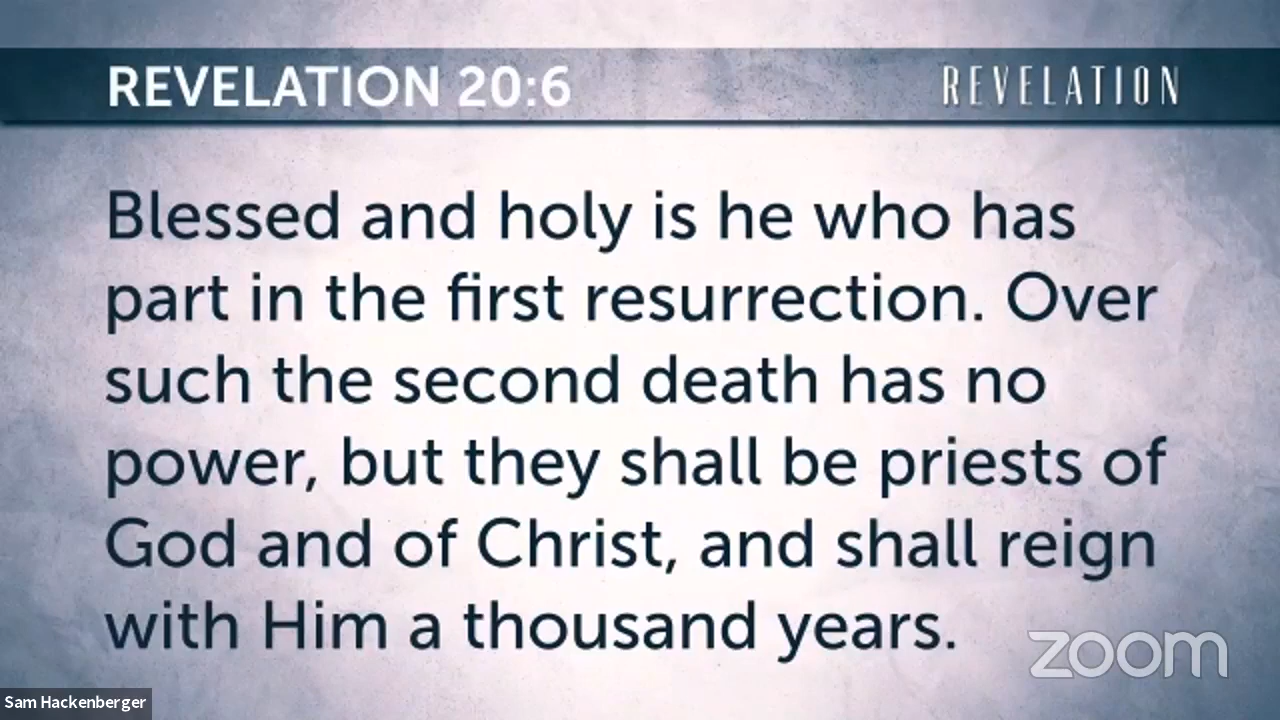 REVELATION 20:6
REVELATION
Blessed and holy is he who has
part in the first resurrection. Over
such the second death has no
power, but they shall be priests of
God and of Christ, and shall reign
with Him a thousand years.
zoom
Sam Hackenberger